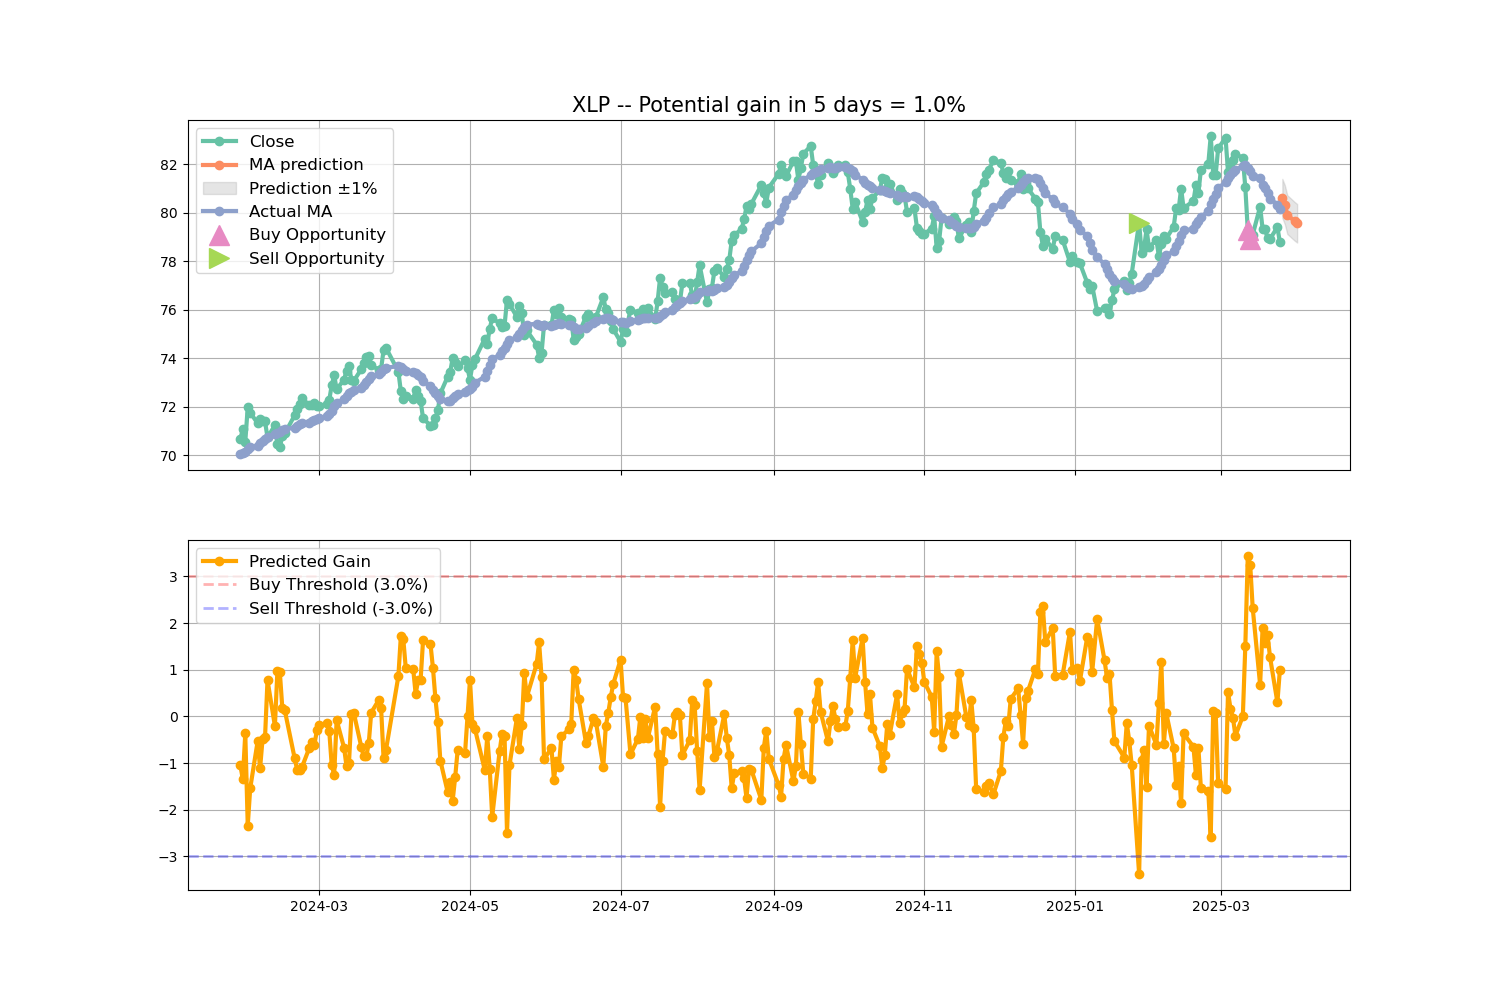 XLP -- Potential gain in 5 days = 1.0%
Close
MA prediction
Prediction ±1%
Actual MA
Buy Opportunity
Sell Opportunity
82
80
78
76
74
72
70
Predicted Gain
Buy Threshold (3.0%)
Sell Threshold (-3.0%)
3
2
1
0
−1
−2
−3
2024-03
2024-05
2024-07
2024-09
2024-11
2025-01
2025-03